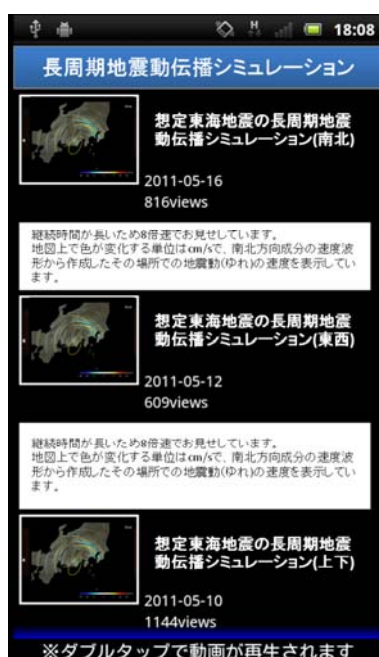 H
18:08
長周期地震動伝播シミュレーション
想定東海地震の長周期地震
動伝播シミュレーション(南北)
2011-05-16
816views
継続時間が長いため8倍速でお見せしています。
地図上で色が変化する単位はcm/sで、南北方向成分の速度波
形から作成したその場所での地震動(ゆれ)の速度を表示してい
ます。
想定東海地震の長周期地震
動伝播シミュレーション(東西)
2011-05-12
609views
継続時間が長いため8倍速でお見せしています。
地図上で色が変化する単位はcm/sで、南北方向成分の速度波
形から作成したその場所での地震動(ゆれ)の速度を表示してい
ます。
想定東海地震の長周期地震
動伝播シミュレーション(上下)
2011-05-10
1144views
※ダブルタップで動画が再生されます